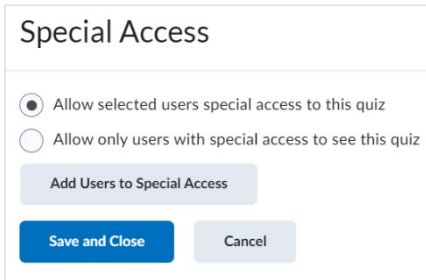 Special Access
Allow selected users special access to this quiz
Allow only users with special access to see this quiz
Add Users to Special Access
Save and Close
Cancel